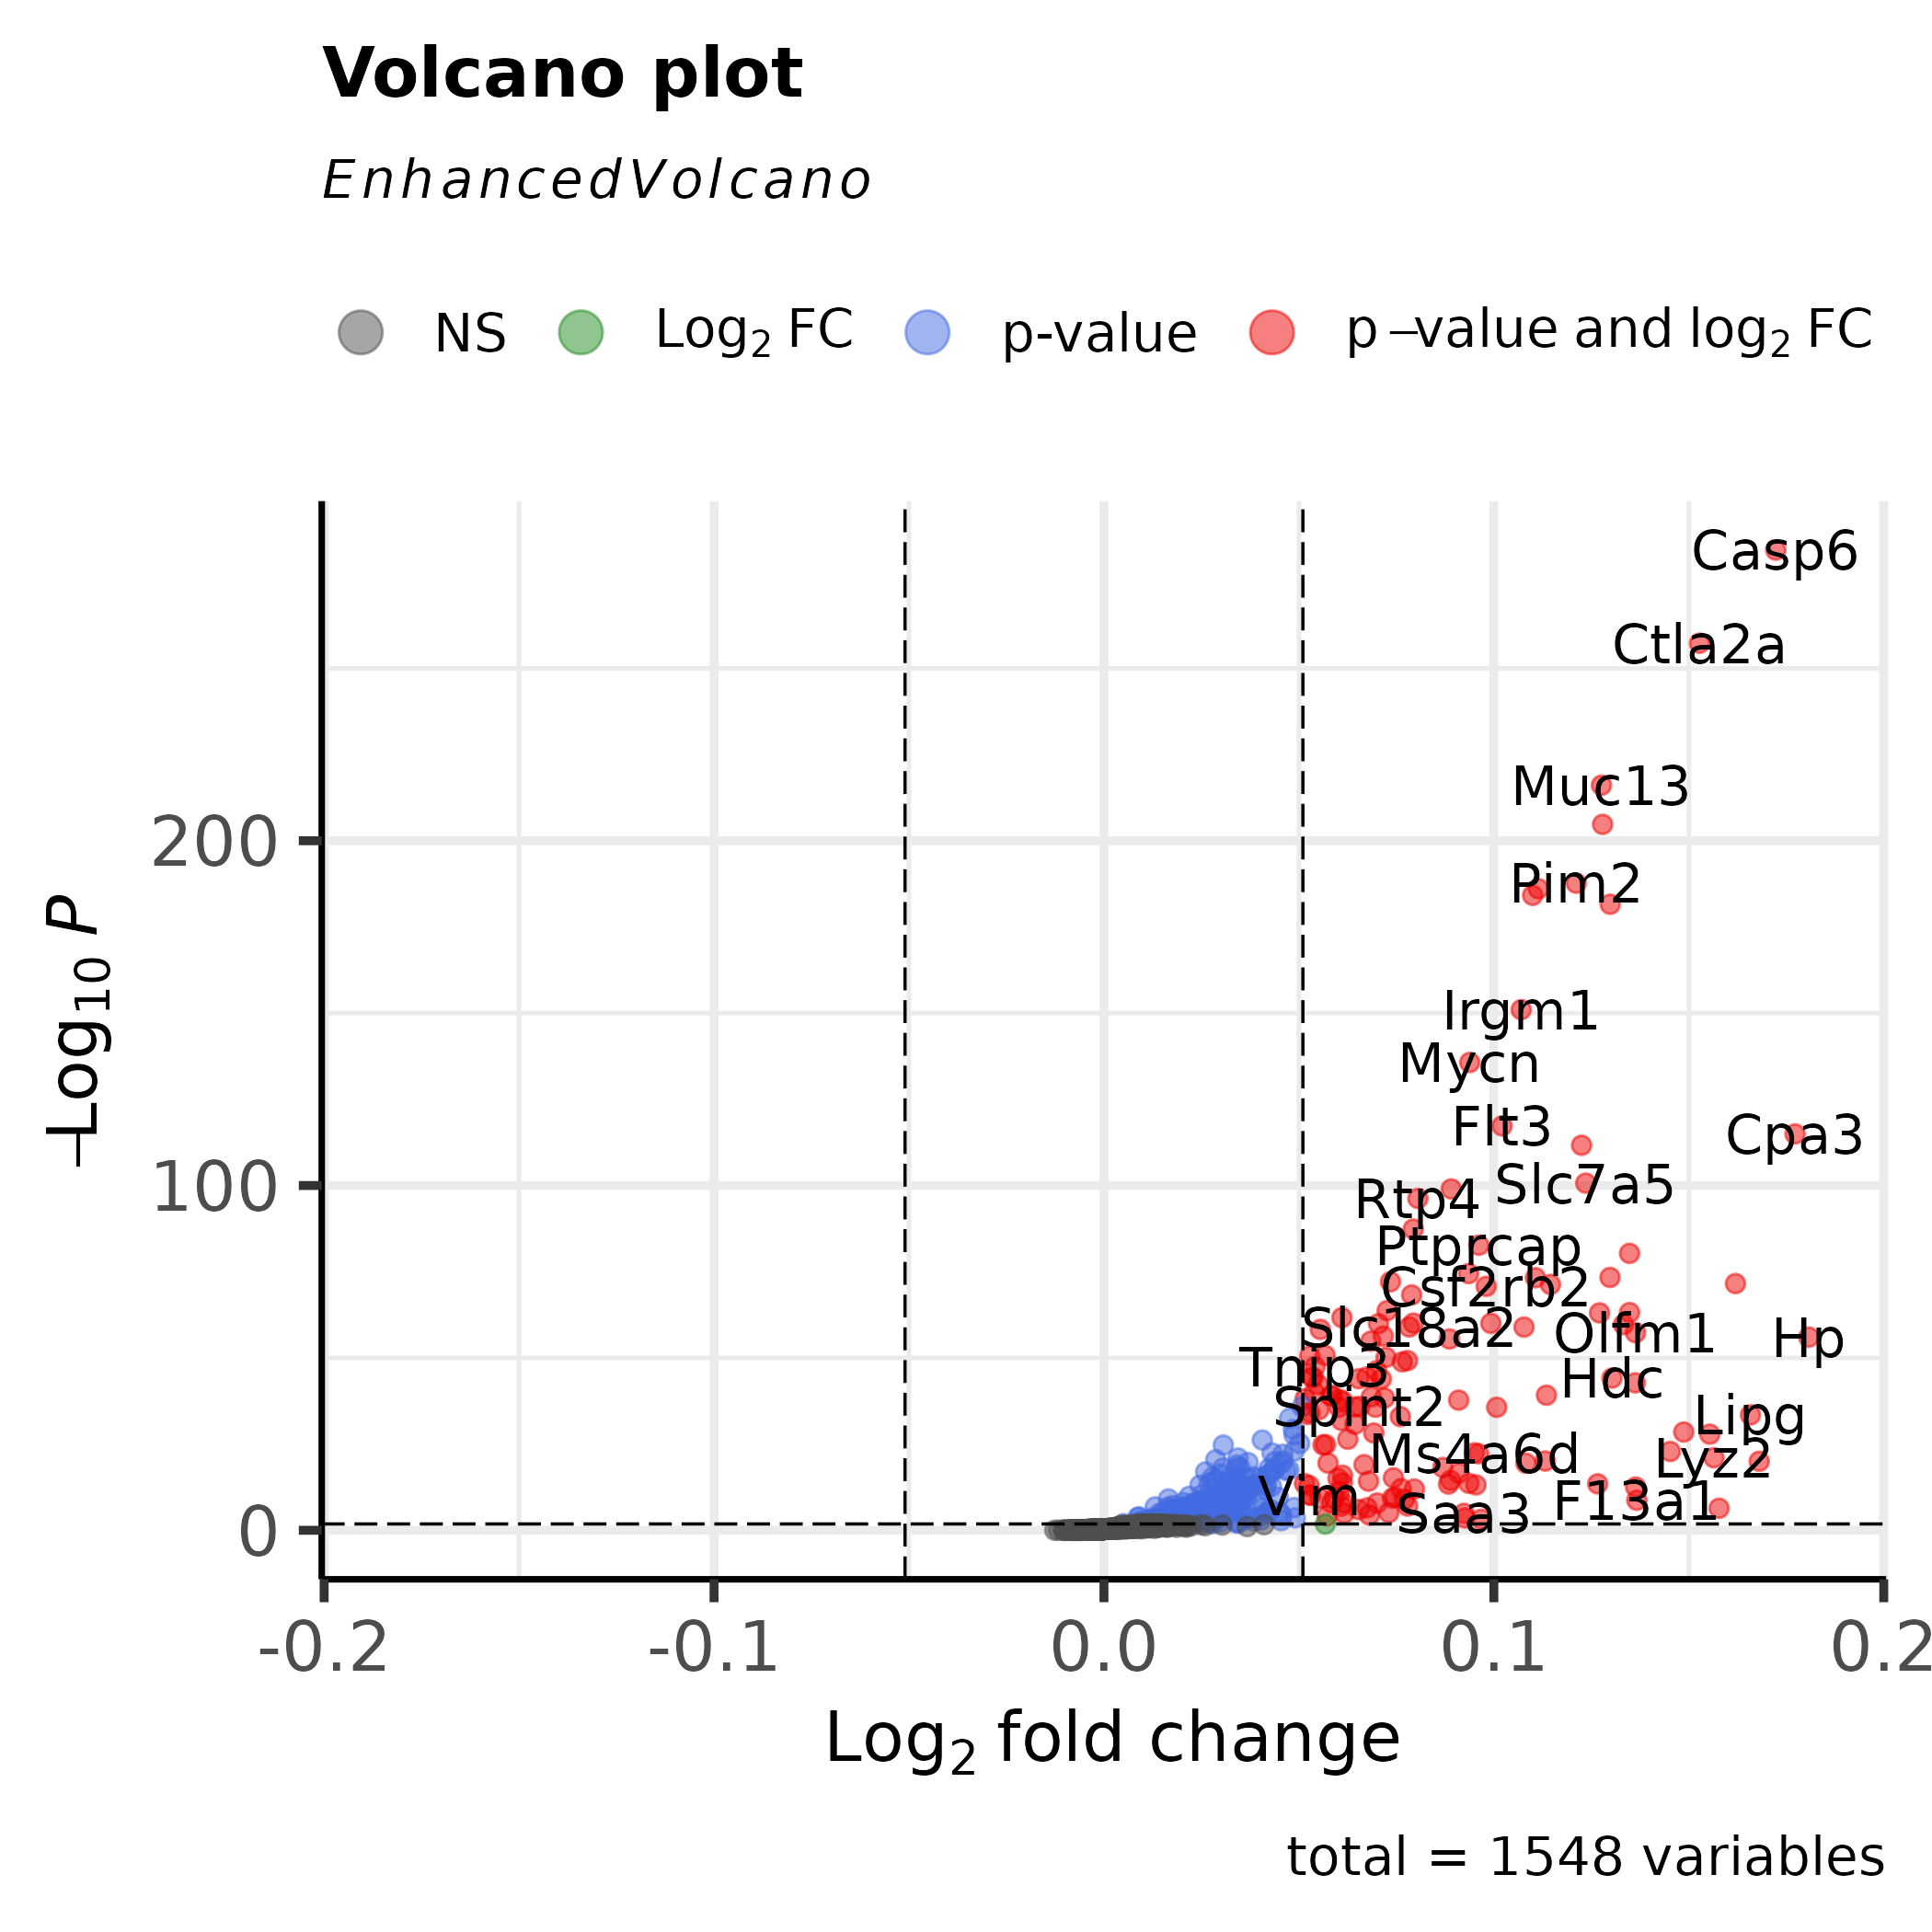 Volcano plot
EnhancedVolcano
NS Log₂ FC p-value p−value and log₂ FC
Casp6
Ctla2a
Muc13
200
Pim2
Irgm1
Mycn
Flt3
Cpa3
100
Slc7a5
Rtp4
Ptprcap
Csf2rb2
Slc18a2
Olfm1
Hp
Tnip3
Hdc
Spint2
Lipg
Ms4a6d
Lyz2
Vim
F13a1
Saa3
0
−Log₁₀ P
-0.2 -0.1 0.0 0.1 0.2
Log₂ fold change
total = 1548 variables